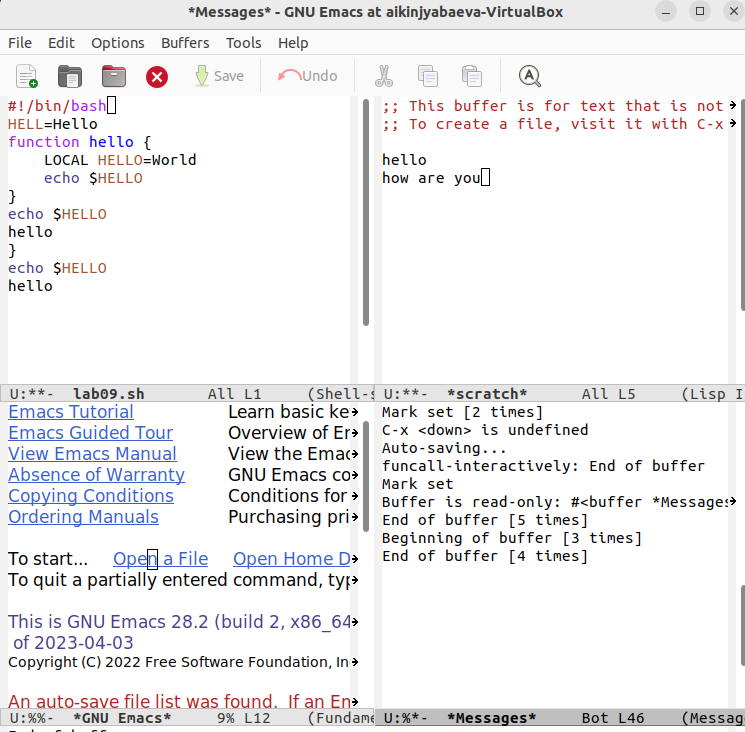 *Messages* - GNU Emacs at aikinjyabaeva-VirtualBox
File Edit Options Buffers Tools Help
Save Undo
#!/bin/bash
HELL=Hello
function hello {
    LOCAL HELLO=World
    echo $HELLO
}
echo $HELLO
hello
}
echo $HELLO
hello
U:**- lab09.sh All L1 (Shell-s
;; This buffer is for text that is not
;; To create a file, visit it with C-x
hello
how are you
U:**- *scratch* All L5 (Lisp I
Emacs Tutorial Learn basic ke
Emacs Guided Tour Overview of Er
View Emacs Manual View the Emac
Absence of Warranty GNU Emacs co
Copying Conditions Conditions for
Ordering Manuals Purchasing pri
To start... Open a File Open Home D
To quit a partially entered command, typ
This is GNU Emacs 28.2 (build 2, x86_64
of 2023-04-03
Copyright (C) 2022 Free Software Foundation, In
An auto-save file list was found. If an En
U:%%- *GNU Emacs* 9% L12 (Fundame
Mark set [2 times]
C-x <down> is undefined
Auto-saving...
funcall-interactively: End of buffer
Mark set
Buffer is read-only: #<buffer *Messages
End of buffer [5 times]
Beginning of buffer [3 times]
End of buffer [4 times]
U:%*- *Messages* Bot L46 (Messag